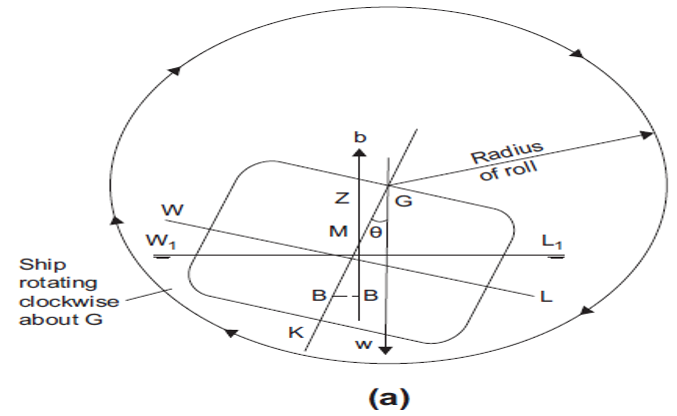 b
Radius
of roll
Z
G
W
M
θ
W1
L1
Ship
rotating
clockwise
about G
B
B
L
K
w
(a)